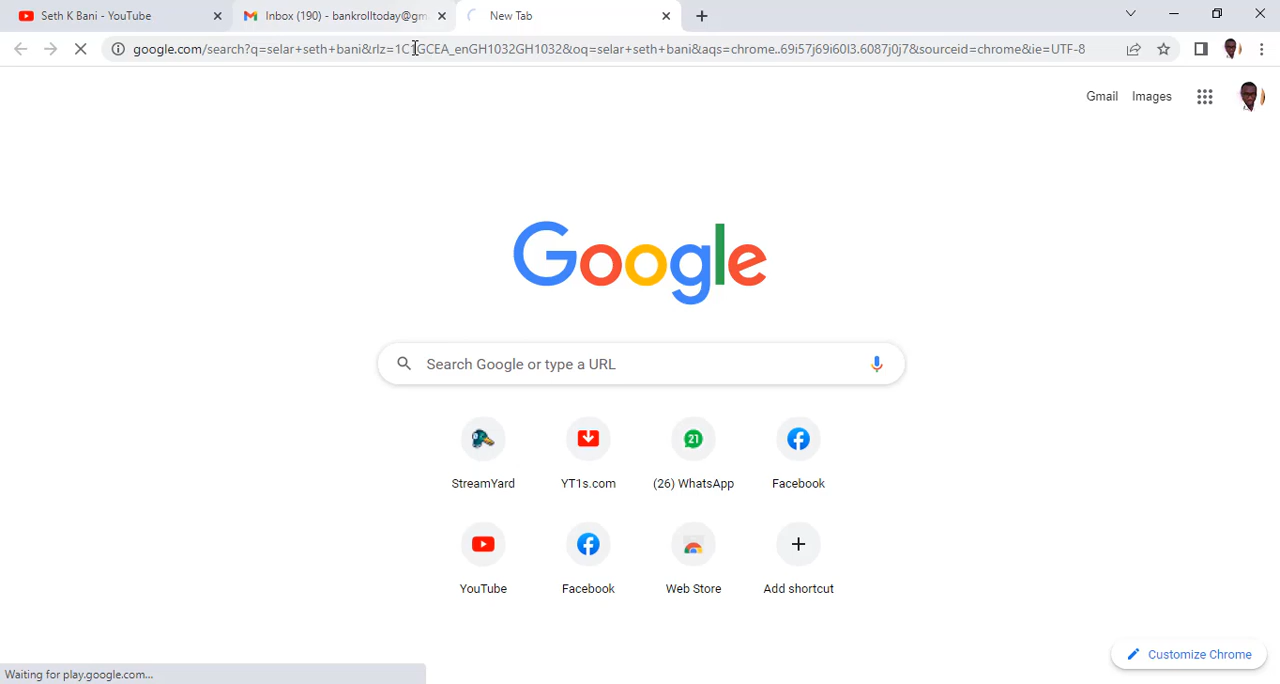 Seth K Bani - YouTube
Inbox (190) - bankrolltoday@gm
New Tab
google.com/search?q=selar+seth+bani&rlz=1C1GCEA_enGH1032GH1032&oq=selar+seth+bani&aqs=chrome..69i57j69i60l3.6087j0j7&sourceid=chrome&ie=UTF-8
Gmail
Images
Google
Search Google or type a URL
21
StreamYard
YT1s.com
(26) WhatsApp
Facebook
YouTube
Facebook
Web Store
Add shortcut
Customize Chrome
Waiting for play.google.com...